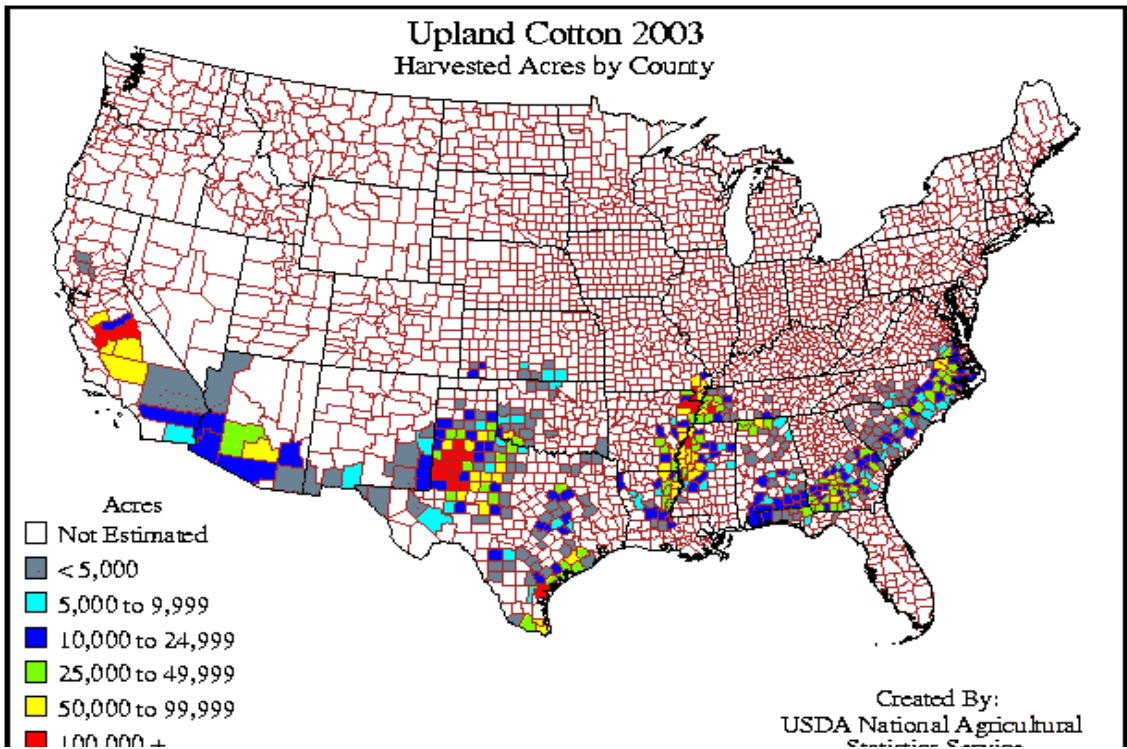 Upland Cotton 2003
Harvested Acres by County
Acres
Not Estimated
< 5,000
5,000 to 9,999
10,000 to 24,999
25,000 to 49,999
50,000 to 99,999
100,000 +
Created By:
USDA National Agricultural
Statistics Service